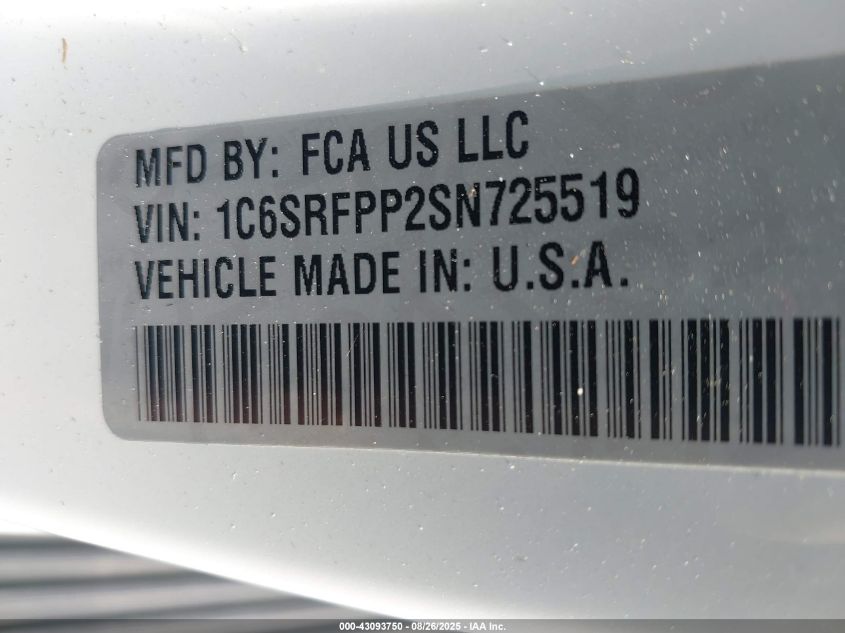 MFD BY: FCA US LLC
VIN: 1C6SRFPP2SN725519
VEHICLE MADE IN: U.S.A.
000-43093750 - 08/26/2025 - IAA Inc.